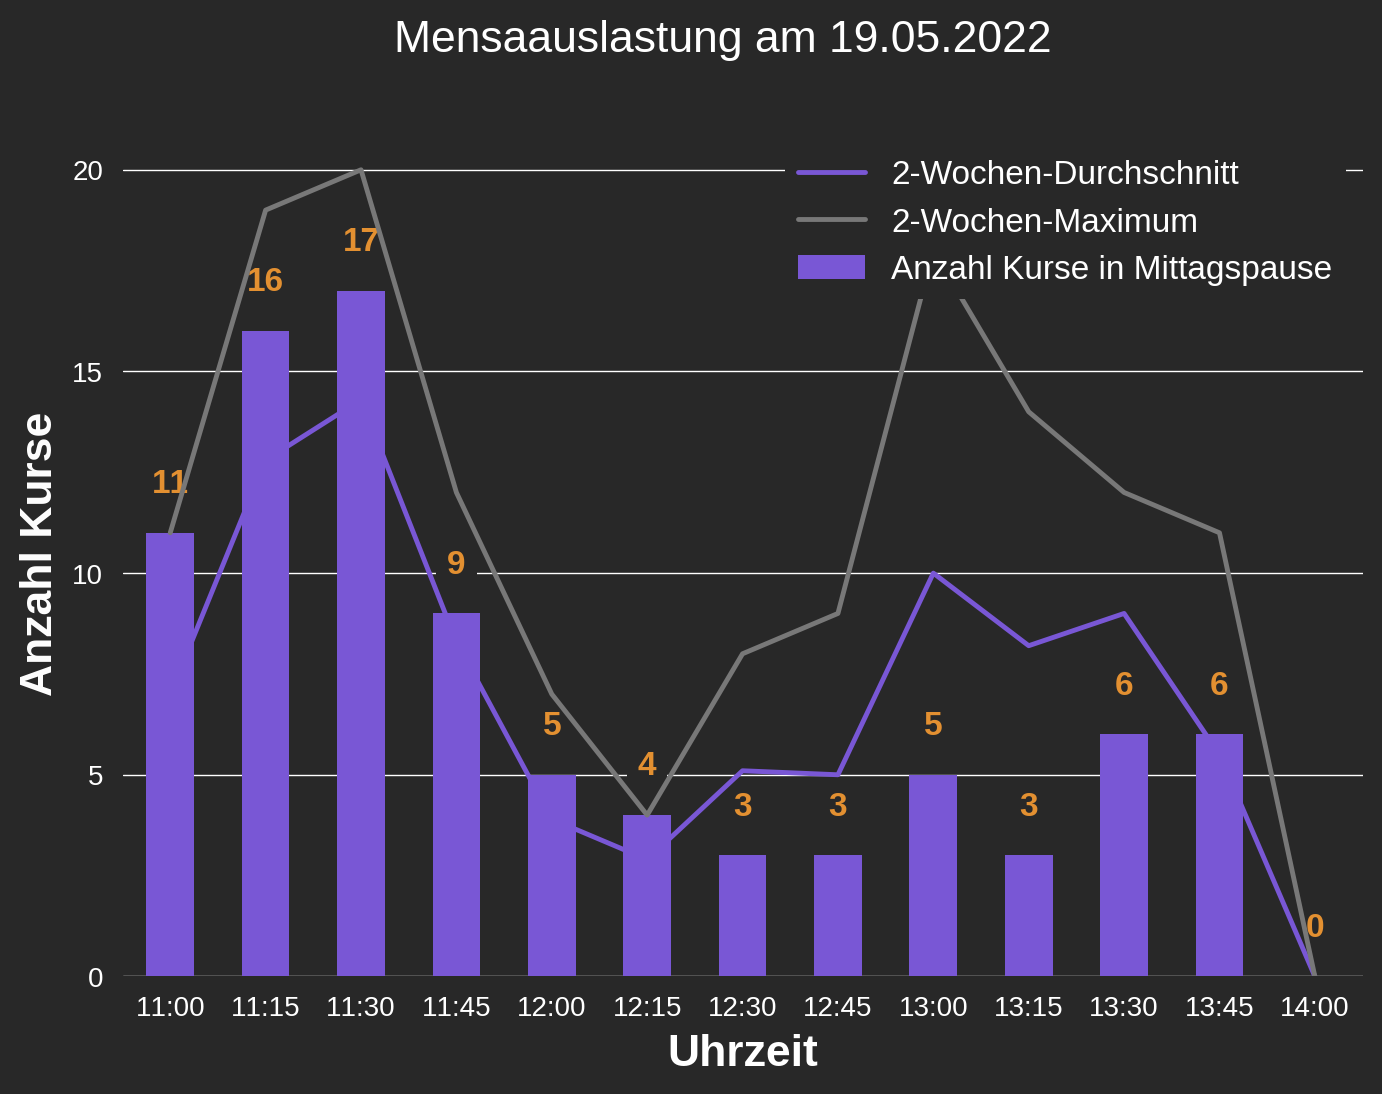 Mensaauslastung am 19.05.2022
2-Wochen-Durchschnitt
2-Wochen-Maximum
Anzahl Kurse in Mittagspause
Anzahl Kurse
20
15
10
5
0
11
16
17
9
5
4
3
3
5
3
6
6
0
11:00 11:15 11:30 11:45 12:00 12:15 12:30 12:45 13:00 13:15 13:30 13:45 14:00
Uhrzeit